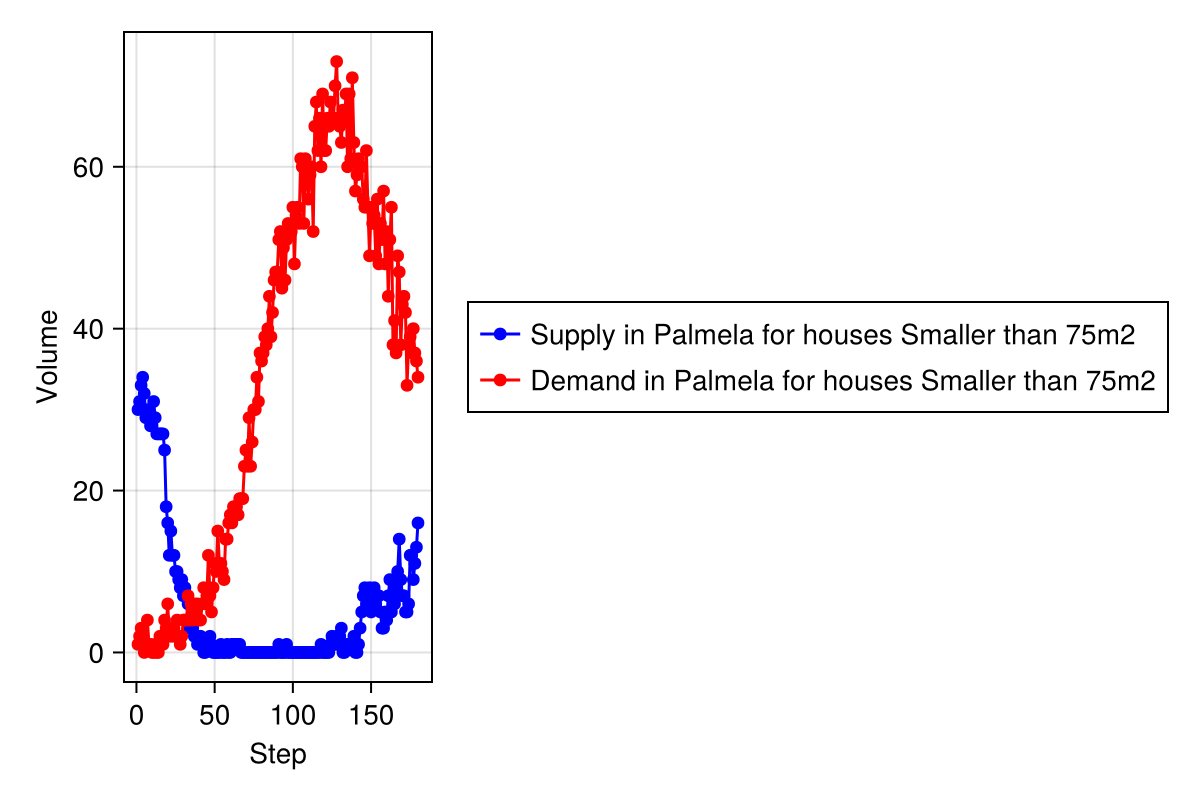 60
40
20
0
Volume
0 50 100 150
Step
Supply in Palmela for houses Smaller than 75m2
Demand in Palmela for houses Smaller than 75m2